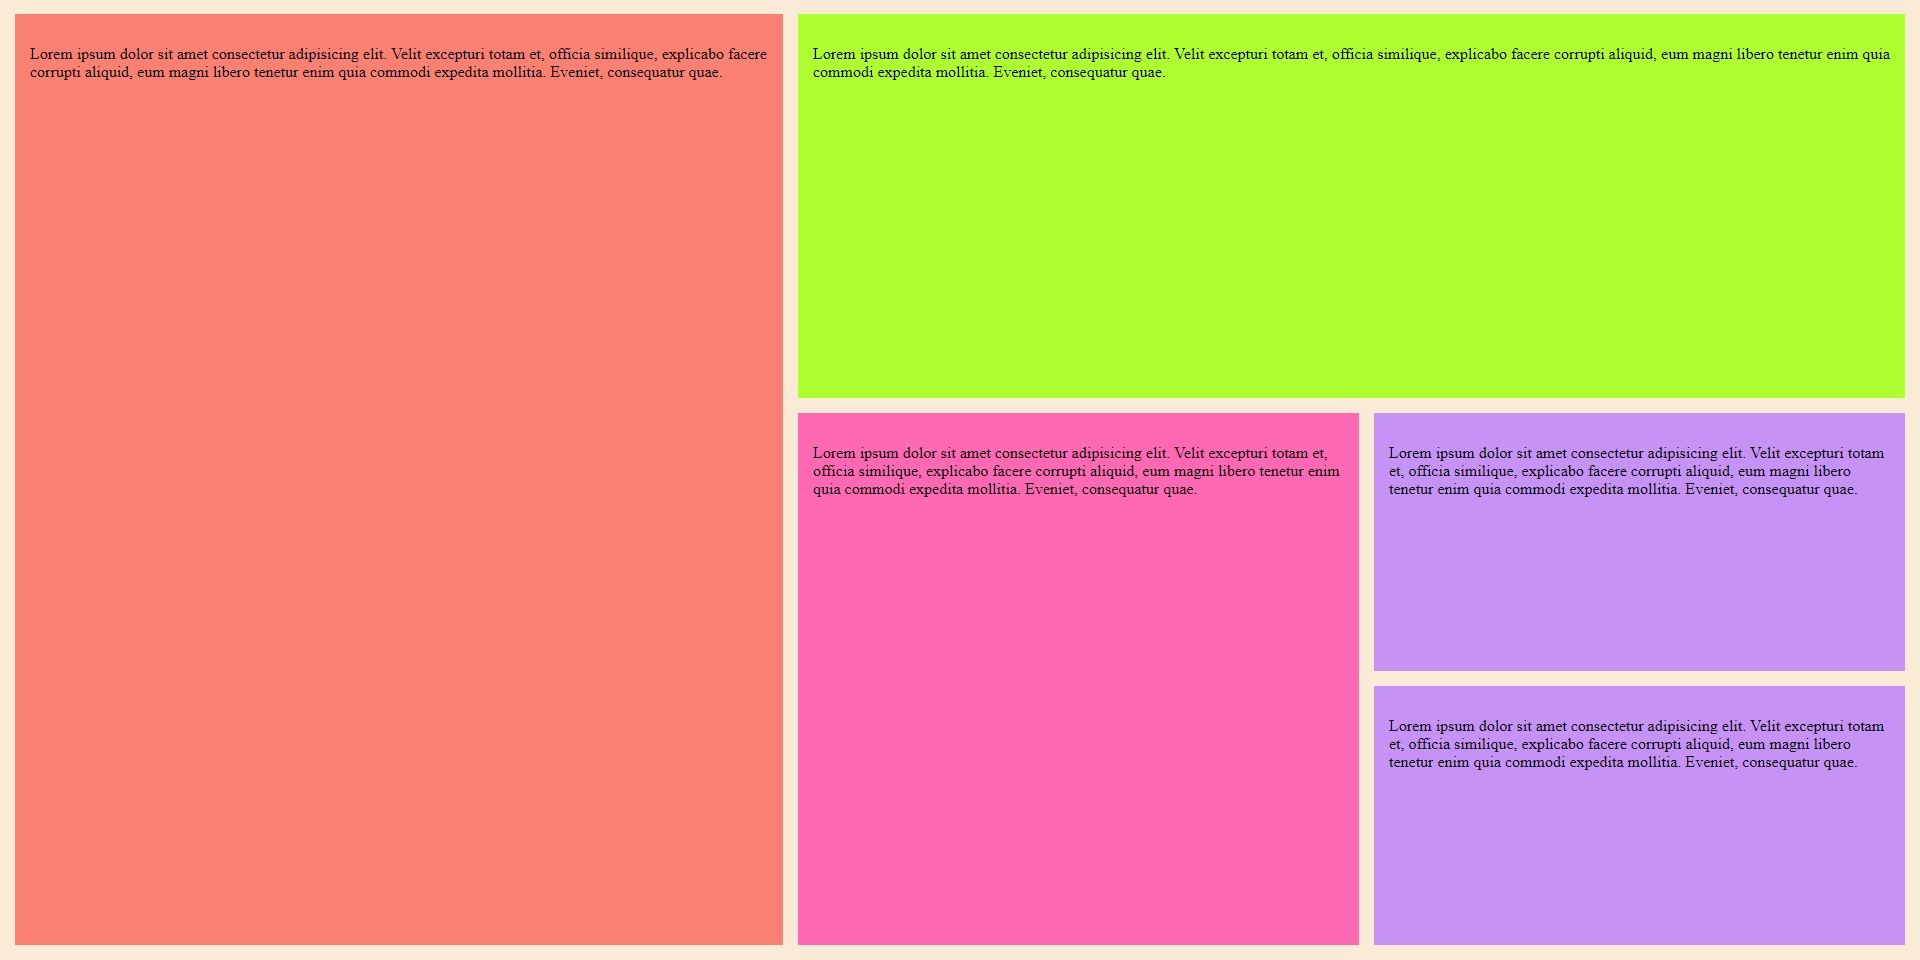 Lorem ipsum dolor sit amet consectetur adipisicing elit. Velit excepturi totam et, officia similique, explicabo facere
corrupti aliquid, eum magni libero tenetur enim quia commodi expedita mollitia. Eveniet, consequatur quae.
Lorem ipsum dolor sit amet consectetur adipisicing elit. Velit excepturi totam et, officia similique, explicabo facere corrupti aliquid, eum magni libero tenetur enim quia
commodi expedita mollitia. Eveniet, consequatur quae.
Lorem ipsum dolor sit amet consectetur adipisicing elit. Velit excepturi totam et,
officia similique, explicabo facere corrupti aliquid, eum magni libero tenetur enim
quia commodi expedita mollitia. Eveniet, consequatur quae.
Lorem ipsum dolor sit amet consectetur adipisicing elit. Velit excepturi totam
et, officia similique, explicabo facere corrupti aliquid, eum magni libero
tenetur enim quia commodi expedita mollitia. Eveniet, consequatur quae.
Lorem ipsum dolor sit amet consectetur adipisicing elit. Velit excepturi totam
et, officia similique, explicabo facere corrupti aliquid, eum magni libero
tenetur enim quia commodi expedita mollitia. Eveniet, consequatur quae.